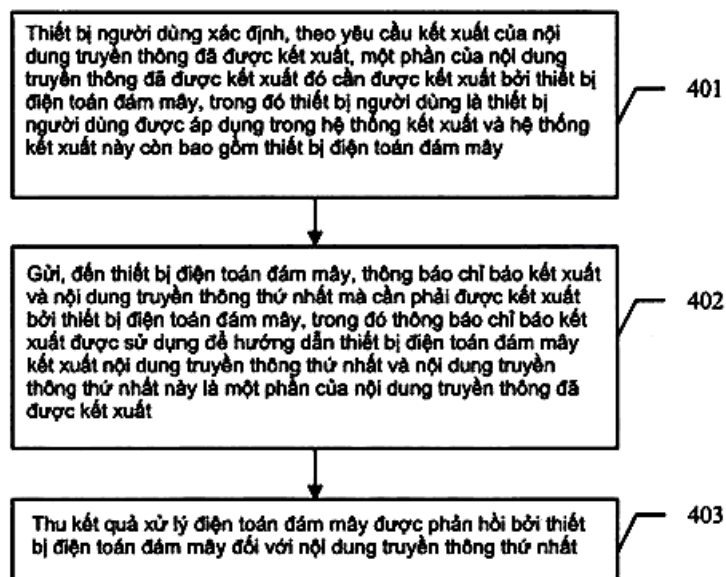 Thiết bị người dùng xác định, theo yêu cầu kết xuất của nội
dung truyền thông đã được kết xuất, một phần của nội dung
truyền thông đã được kết xuất đó cần được kết xuất bởi thiết bị
điện toán đám mây, trong đó thiết bị người dùng là thiết bị
người dùng được áp dụng trong hệ thống kết xuất và hệ thống
kết xuất này còn bao gồm thiết bị điện toán đám mây
401
Gửi, đến thiết bị điện toán đám mây, thông báo chỉ báo kết xuất
và nội dung truyền thông thứ nhất mà cần phải được kết xuất
bởi thiết bị điện toán đám mây, trong đó thông báo chỉ báo kết
xuất được sử dụng để hướng dẫn thiết bị điện toán đám mây
kết xuất nội dung truyền thông thứ nhất và nội dung truyền
thông thứ nhất này là một phần của nội dung truyền thông đã
được kết xuất
402
Thu kết quả xử lý điện toán đám mây được phản hồi bởi thiết
bị điện toán đám mây đối với nội dung truyền thông thứ nhất
403